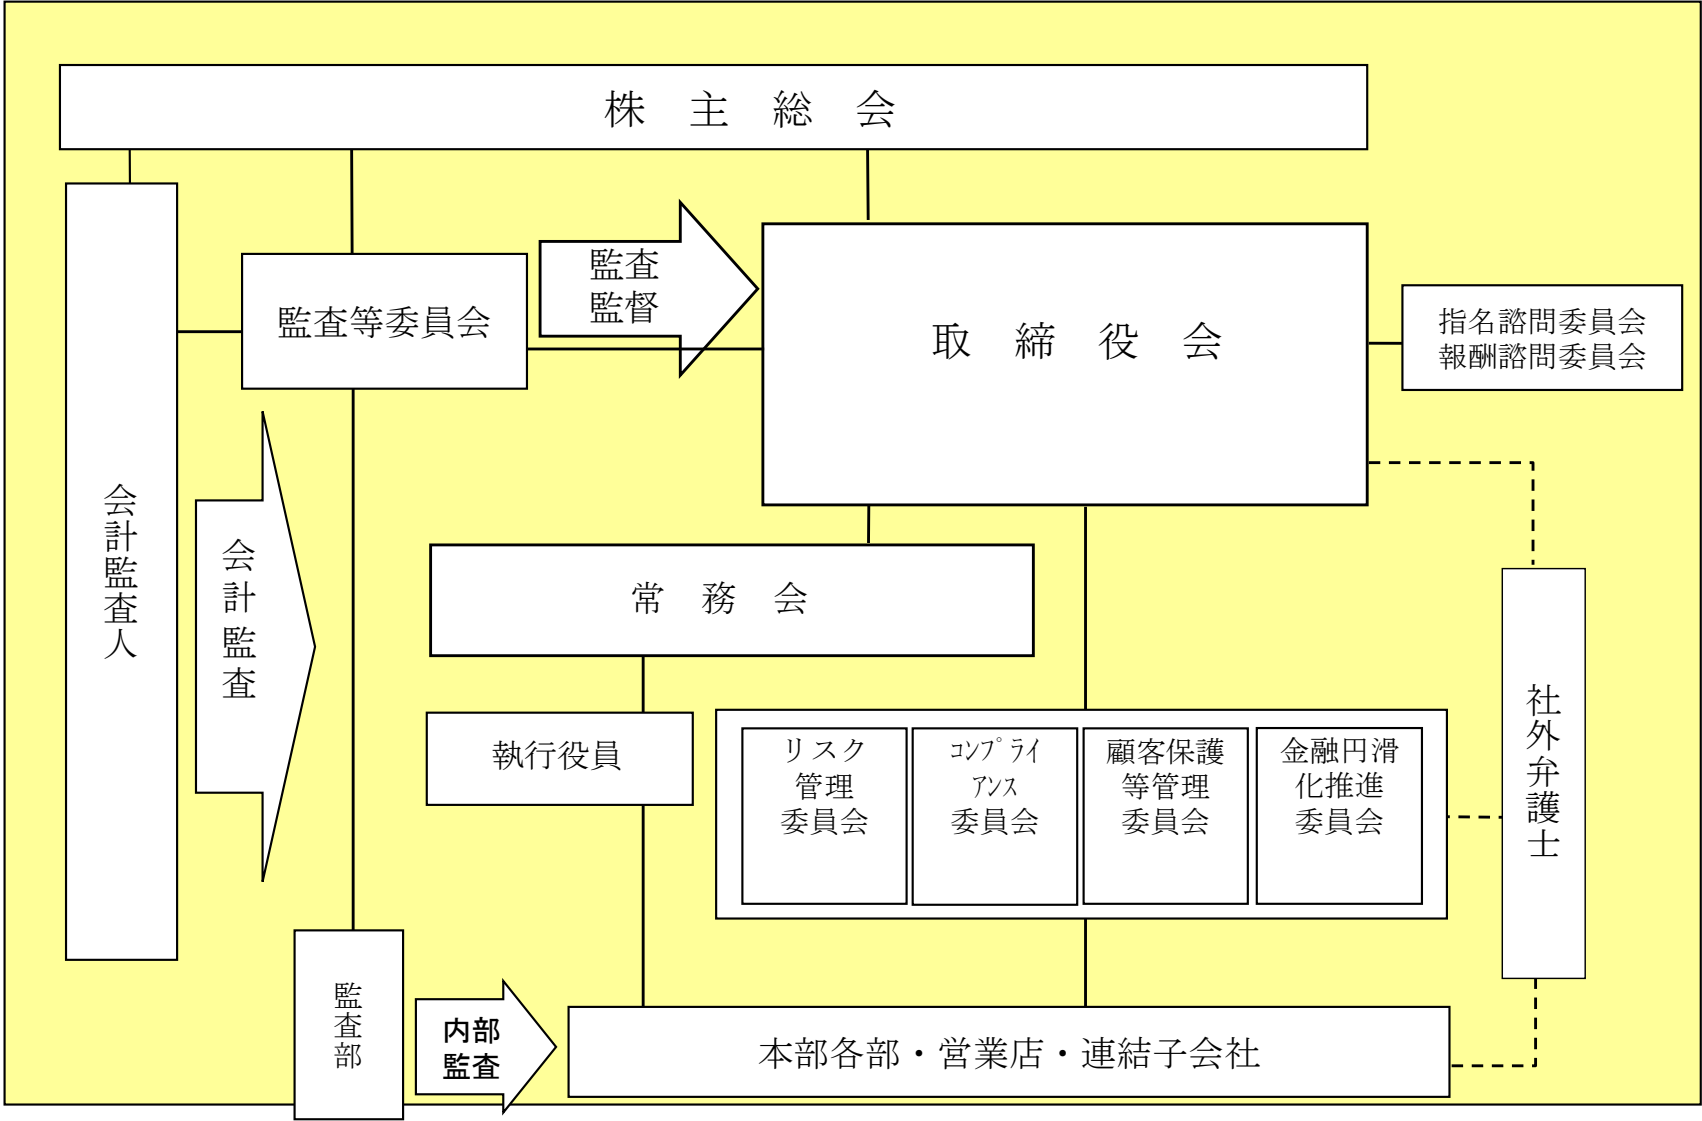 株　主　総　会
監査
監督
監査等委員会
取　締　役　会
指名諮問委員会
報酬諮問委員会
会計監査人
会計監査
常　務　会
執行役員
リスク
管理
委員会
ｺﾝﾌﾟﾗｲ
ｱﾝｽ
委員会
顧客保護
等管理
委員会
金融円滑
化推進
委員会
社外弁護士
監査部
内部
監査
本部各部・営業店・連結子会社